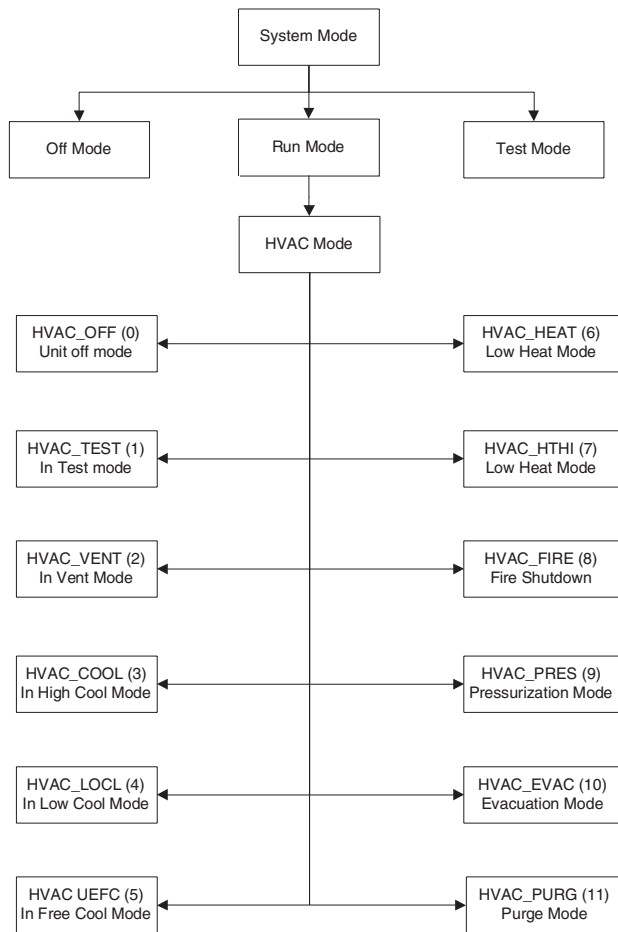 System Mode
Off Mode
Run Mode
Test Mode
HVAC Mode
HVAC_OFF (0)
Unit off mode
HVAC_HEAT (6)
Low Heat Mode
HVAC_TEST (1)
In Test mode
HVAC_HTHI (7)
Low Heat Mode
HVAC_VENT (2)
In Vent Mode
HVAC_FIRE (8)
Fire Shutdown
HVAC_COOL (3)
In High Cool Mode
HVAC_PRES (9)
Pressurization Mode
HVAC_LOCL (4)
In Low Cool Mode
HVAC_EVAC (10)
Evacuation Mode
HVAC UEFC (5)
In Free Cool Mode
HVAC_PURG (11)
Purge Mode